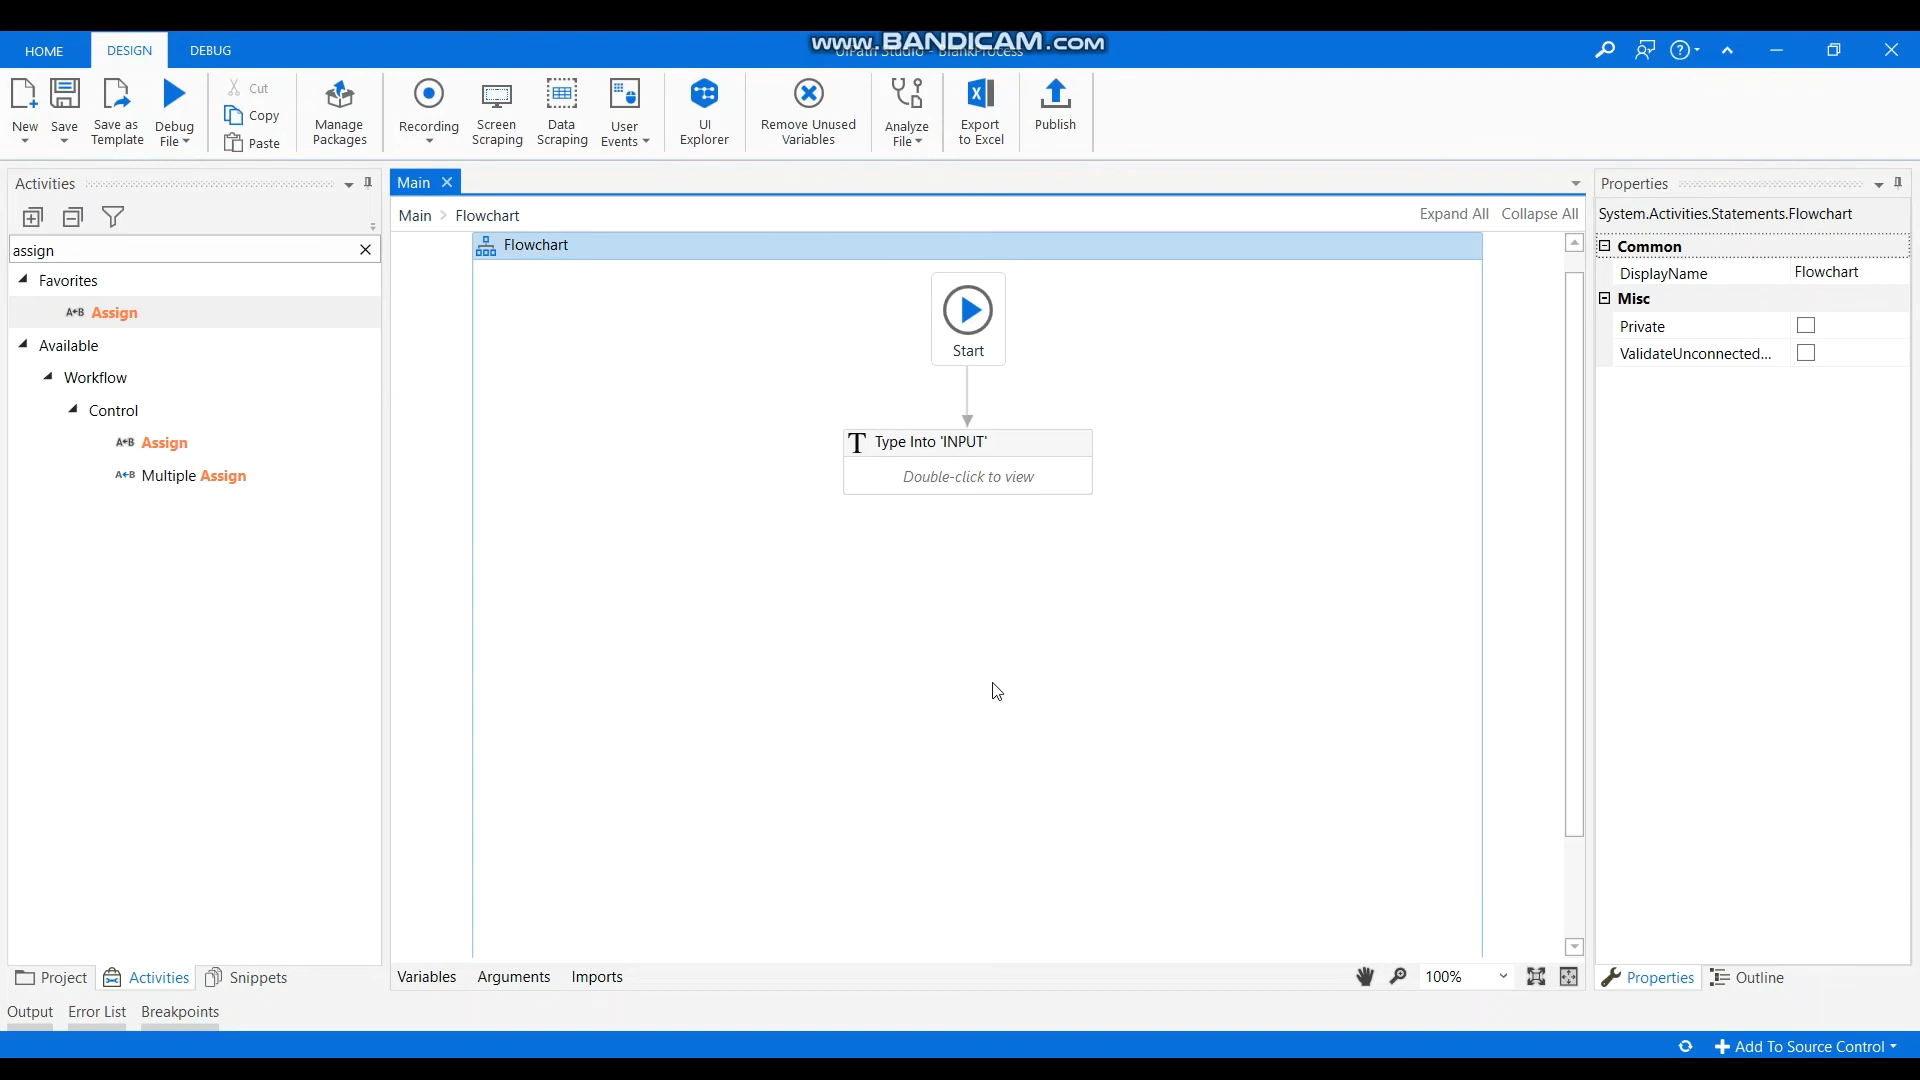 www.BANDICAM.com
UiPath Studio - BlankProcess
HOME
DESIGN
DEBUG
New
Save
Save as
Template
Debug
File
Cut
Copy
Paste
Manage
Packages
Recording
Screen
Scraping
Data
Scraping
User
Events
UI
Explorer
Remove Unused
Variables
Analyze
File
Export
to Excel
Publish
Activities
assign
Favorites
A*B Assign
Available
Workflow
Control
A*B Assign
A*B Multiple Assign
Project
Activities
Snippets
Main
Main > Flowchart
Expand All
Collapse All
Flowchart
Start
T Type Into 'INPUT'
Double-click to view
Variables
Arguments
Imports
100%
Properties
System.Activities.Statements.Flowchart
Common
DisplayName
Flowchart
Misc
Private
ValidateUnconnected...
Properties
Outline
Output
Error List
Breakpoints
Add To Source Control